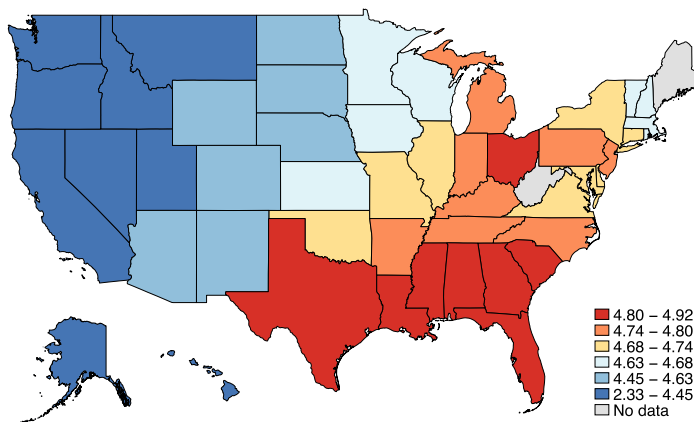 4.80 – 4.92
4.74 – 4.80
4.68 – 4.74
4.63 – 4.68
4.45 – 4.63
2.33 – 4.45
No data